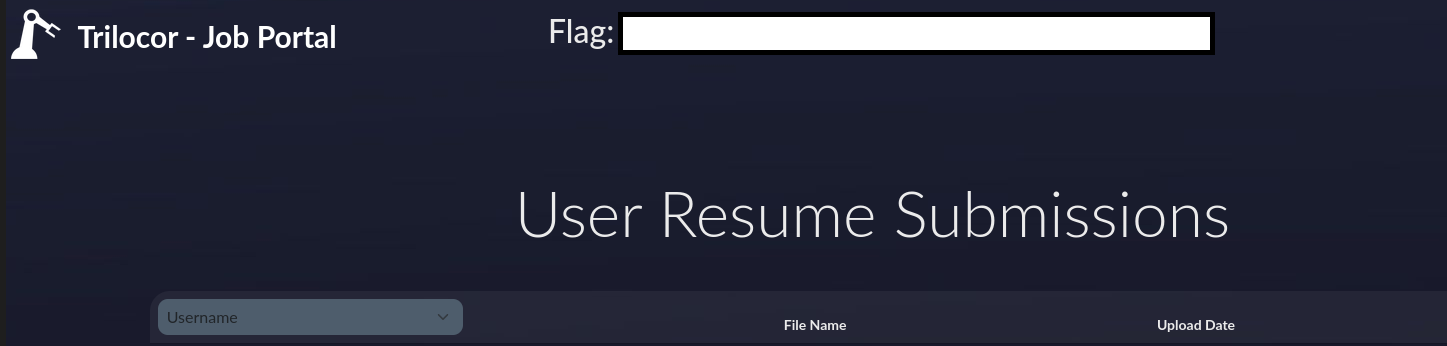 Trilocor - Job Portal
Flag:
User Resume Submissions
Username
File Name
Upload Date